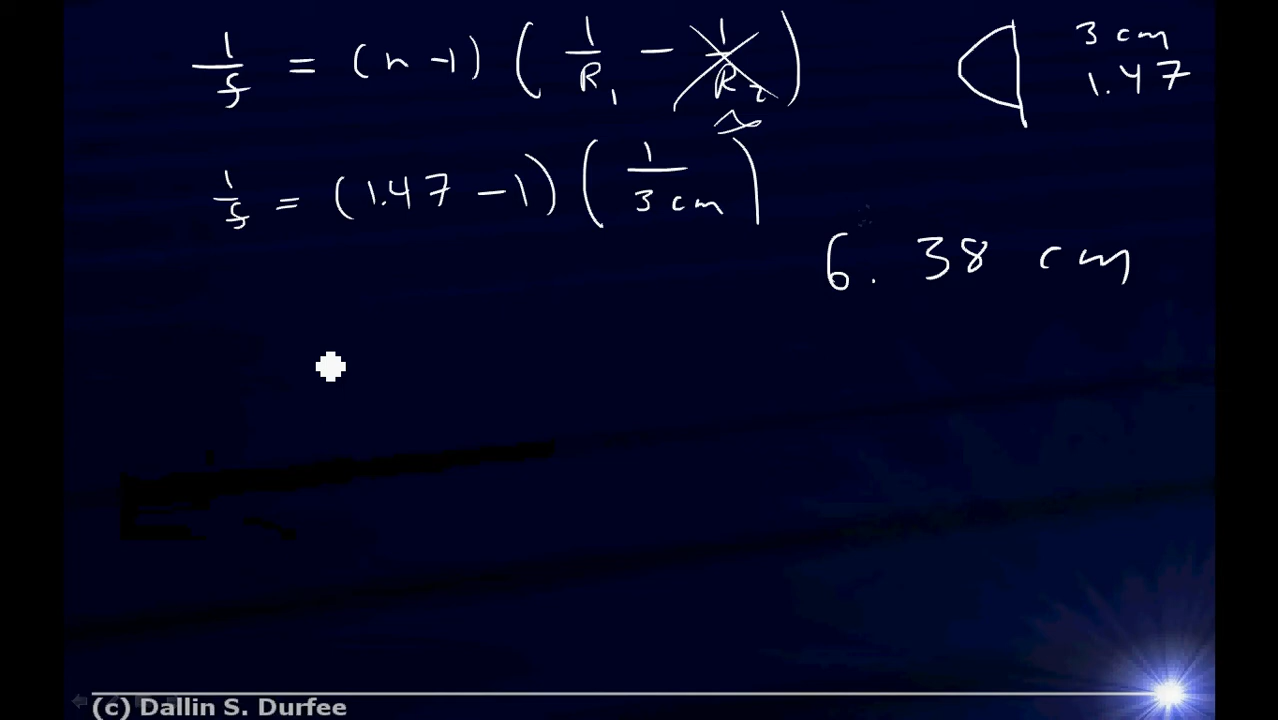 1/f = (n-1) (1/R₁ - 1/R₂)
3 cm
1.47
∞
1/f = (1.47 - 1) (1/3 cm)
6.38 cm
(c) Dallin S. Durfee